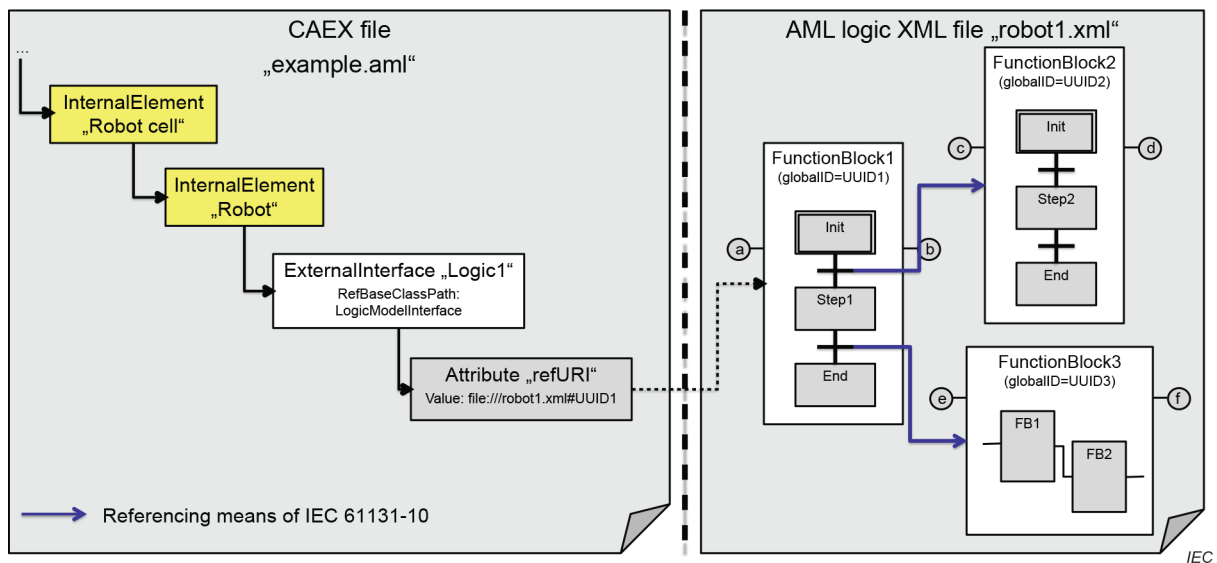 CAEX file
„example.aml“
...
InternalElement
„Robot cell“
InternalElement
„Robot“
ExternalInterface „Logic1“
RefBaseClassPath:
LogicModelInterface
Attribute „refURI“
Value: file:///robot1.xml#UUID1
Referencing means of IEC 61131-10
AML logic XML file „robot1.xml“
FunctionBlock1
(globalID=UUID1)
a
b
Init
Step1
End
FunctionBlock2
(globalID=UUID2)
c
d
Init
Step2
End
FunctionBlock3
(globalID=UUID3)
e
f
FB1
FB2
IEC